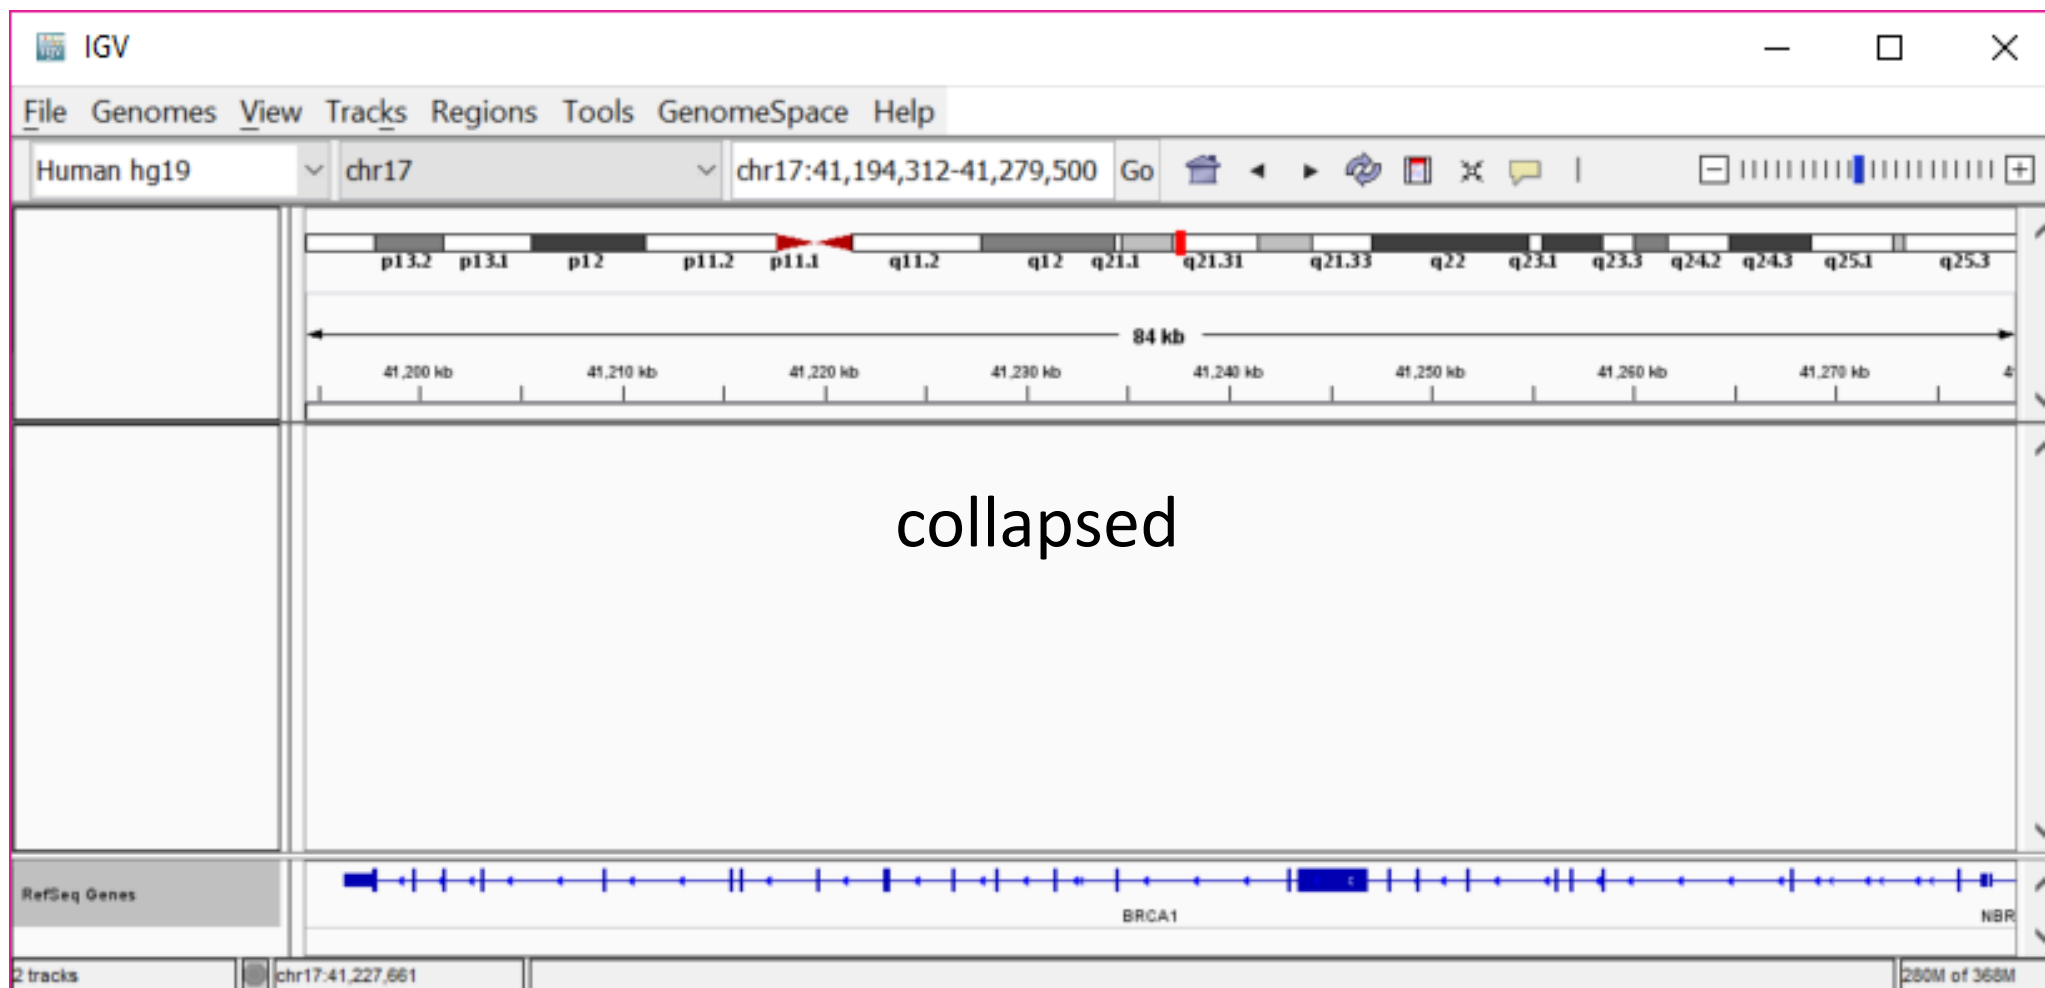 IGV
File Genomes View Tracks Regions Tools GenomeSpace Help
Human hg19 chr17 chr17:41,194,312-41,279,500 Go
p13.2 p13.1 p12 p11.2 p11.1 q11.2 q12 q21.1 q21.31 q21.33 q22 q23.1 q23.3 q24.2 q24.3 q25.1 q25.3
84 kb
41,200 kb 41,210 kb 41,220 kb 41,230 kb 41,240 kb 41,250 kb 41,260 kb 41,270 kb
collapsed
RefSeq Genes
BRCA1 NBR
2 tracks chr17:41,227,661 280M of 368M